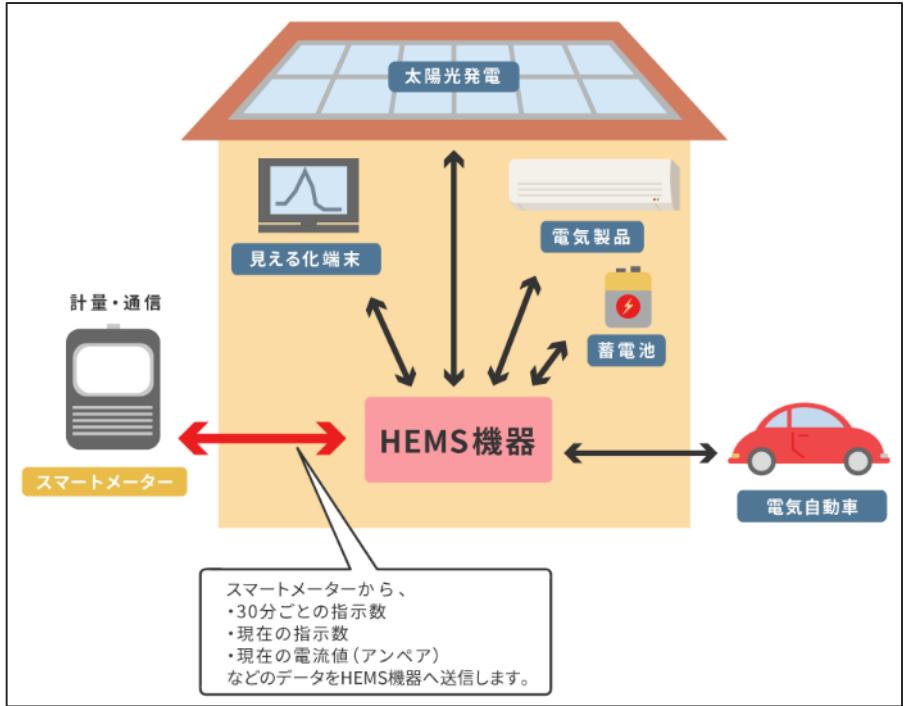 太陽光発電
見える化端末
電気製品
蓄電池
計量・通信
スマートメーター
HEMS機器
電気自動車
スマートメーターから、
・30分ごとの指示数
・現在の指示数
・現在の電流値(アンペア)
などのデータをHEMS機器へ送信します。